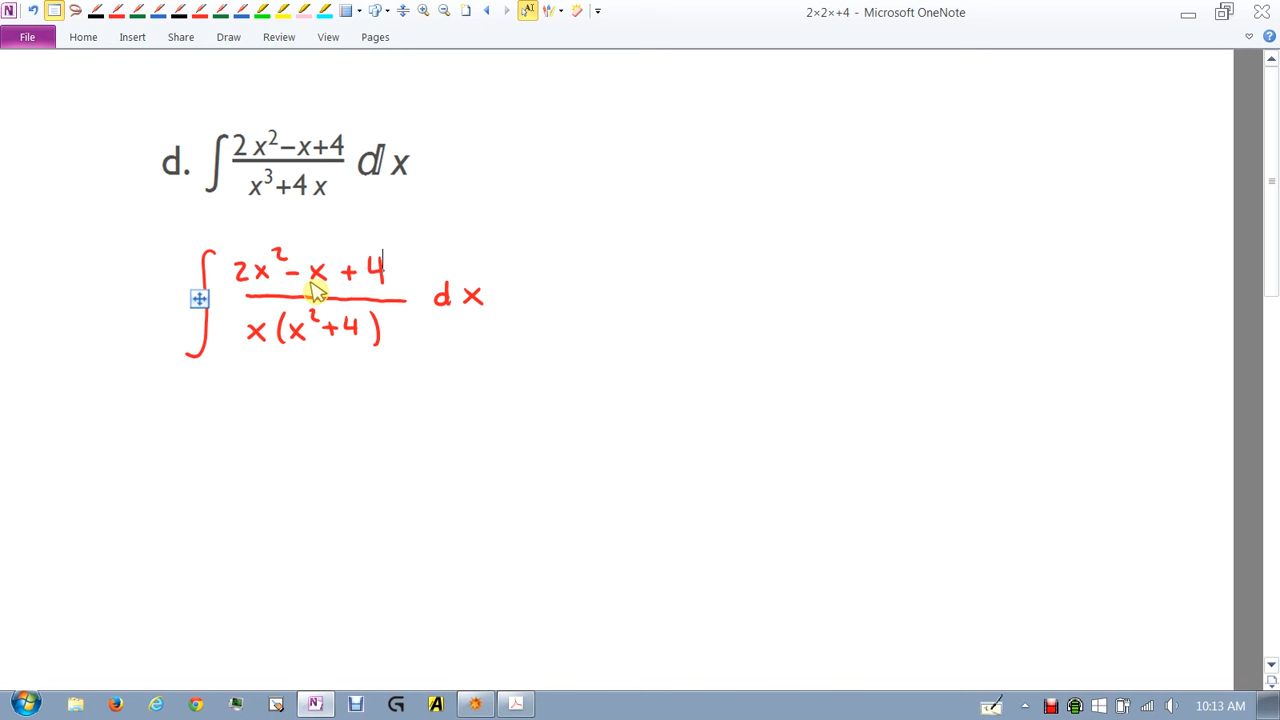 2×2×+4 - Microsoft OneNote
File Home Insert Share Draw Review View Pages
d. ∫ (2x²−x+4)/(x³+4x) ⅆx
∫ (2x² − x + 4)/(x(x²+4)) dx
10:13 AM